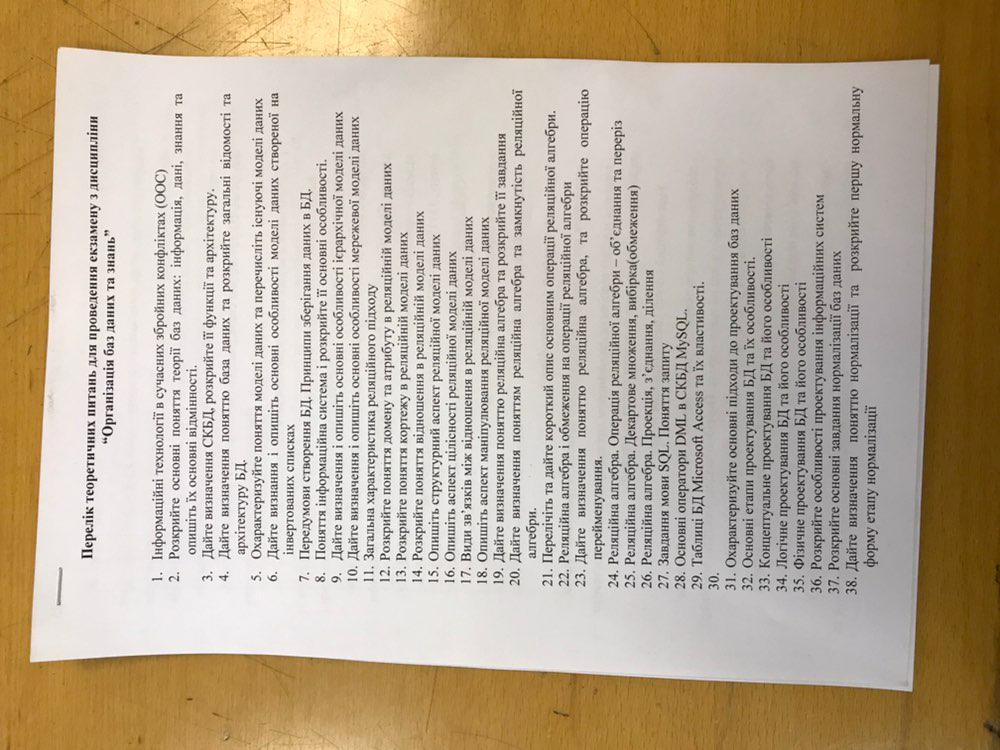 Перелік теоретичних питань для проведення екзамену з дисципліни
“Організація баз даних та знань”
1. Інформаційні технології в сучасних збройних конфліктах (ООС)
2. Розкрийте основні поняття теорії баз даних: інформація, дані, знання та
опишіть їх основні відмінності.
3. Дайте визначення СКБД, розкрийте її функції та архітектуру.
4. Дайте визначення поняттю база даних та розкрийте загальні відомості та
архітектуру БД.
5. Охарактеризуйте поняття моделі даних та перечисліть існуючі моделі даних
6. Дайте визнання і опишіть основні особливості моделі даних створеної на
інвертованих списках
7. Передумови створення БД. Принципи зберігання даних в БД.
8. Поняття інформаційна система і розкрийте її основні особливості.
9. Дайте визначення і опишіть основні особливості ієрархічної моделі даних
10. Дайте визначення і опишіть основні особливості мережевої моделі даних
11. Загальна характеристика реляційного підходу
12. Розкрийте поняття домену та атрибуту в реляційній моделі даних
13. Розкрийте поняття кортежу в реляційній моделі даних
14. Розкрийте поняття відношення в реляційній моделі даних
15. Опишіть структурний аспект реляційної моделі даних
16. Опишіть аспект цілісності реляційної моделі даних
17. Види зв’язків між відношення в реляційній моделі даних
18. Опишіть аспект маніпулювання реляційної моделі даних
19. Дайте визначення поняттю реляційна алгебра та розкрийте її завдання
20. Дайте визначення поняттям реляційна алгебра та замкнутість реляційної
алгебри.
21. Перелічіть та дайте короткий опис основним операції реляційної алгебри.
22. Реляційна алгебра і обмеження на операції реляційної алгебри
23. Дайте визначення поняттю реляційна алгебра, та розкрийте операцію
перейменування.
24. Реляційна алгебра. Операція реляційної алгебри – об’єднання та переріз
25. Реляційна алгебра. Декартове множення, вибірка(обмеження)
26. Реляційна алгебра. Проекція, з’єднання, ділення
27. Завдання мови SQL. Поняття запиту
28. Основні оператори DML в СКБД MySQL.
29. Таблиці БД Microsoft Access та їх властивості.
30.
31. Охарактеризуйте основні підходи до проектування баз даних
32. Основні етапи проектування БД та їх особливості.
33. Концептуальне проектування БД та його особливості
34. Логічне проектування БД та його особливості
35. Фізичне проектування БД та його особливості
36. Розкрийте особливості проектування інформаційних систем
37. Розкрийте основні завдання нормалізації баз даних
38. Дайте визначення поняттю нормалізації та розкрийте першу нормальну
форму етапу нормалізації